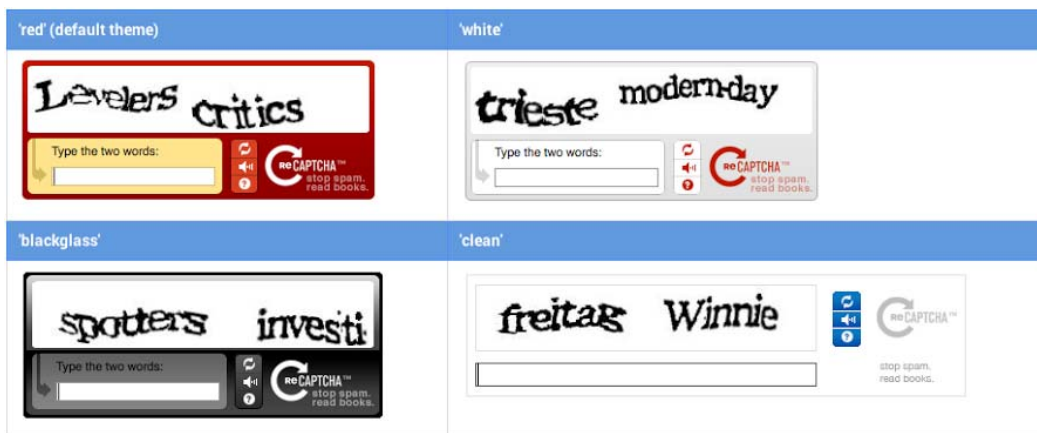 'red' (default theme)
'white'
Levelers critics
Type the two words:
reCAPTCHA™
stop spam.
read books.
trieste modern-day
Type the two words:
reCAPTCHA™
stop spam.
read books.
'blackglass'
'clean'
spotters investi
Type the two words:
reCAPTCHA™
stop spam.
read books.
freitag Winnie
reCAPTCHA™
stop spam.
read books.